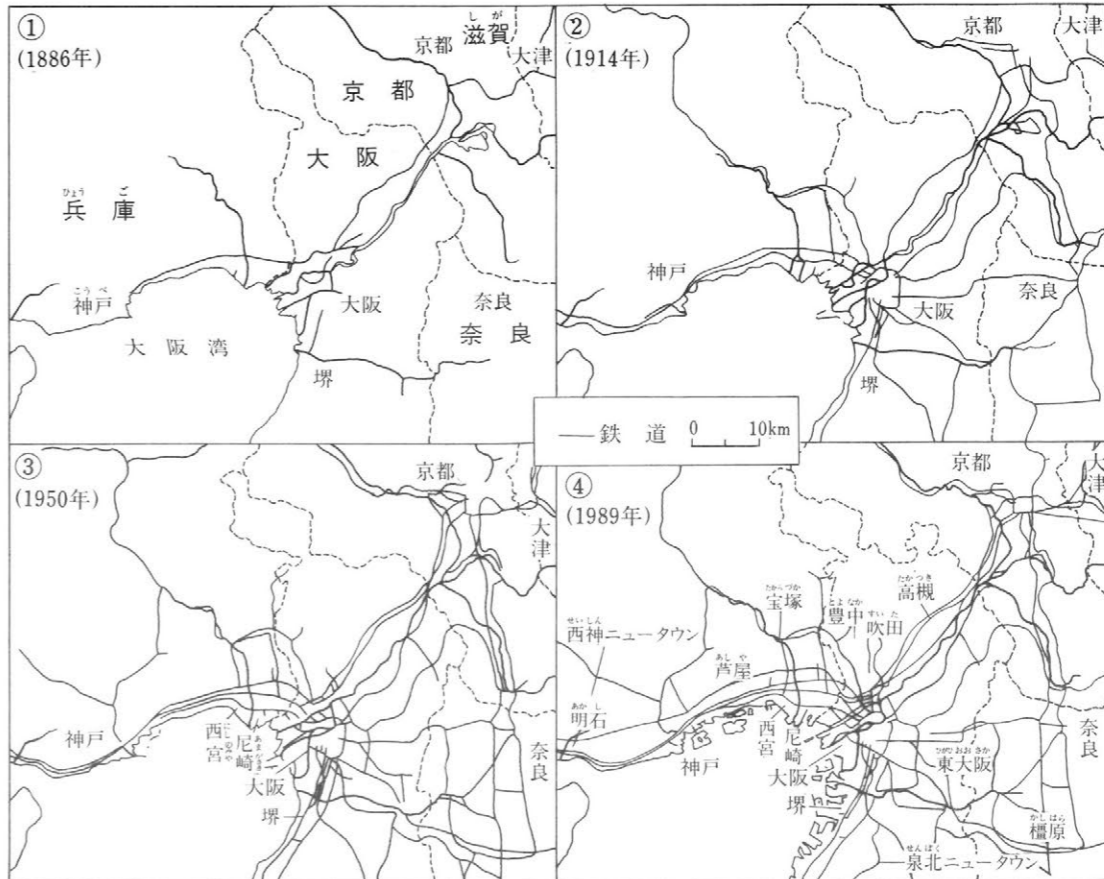 ①
(1886年)
滋賀
しが
京都
大津
京都
大阪
兵庫
ひょうご
神戸
こうべ
大阪
奈良
奈良
大阪湾
堺
②
(1914年)
京都
大津
神戸
大阪
奈良
堺
鉄道 0 10km
③
(1950年)
京都
大津
神戸
西宮
にしのみや
尼崎
あまがさき
大阪
堺
奈良
④
(1989年)
京都
大津
高槻
たかつき
宝塚
たからづか
豊中
とよなか
吹田
すいた
西神ニュータウン
せいしん
芦屋
あしや
明石
あかし
神戸
西宮
尼崎
大阪
東大阪
堺
奈良
橿原
かしはら
泉北ニュータウン
せんぼく